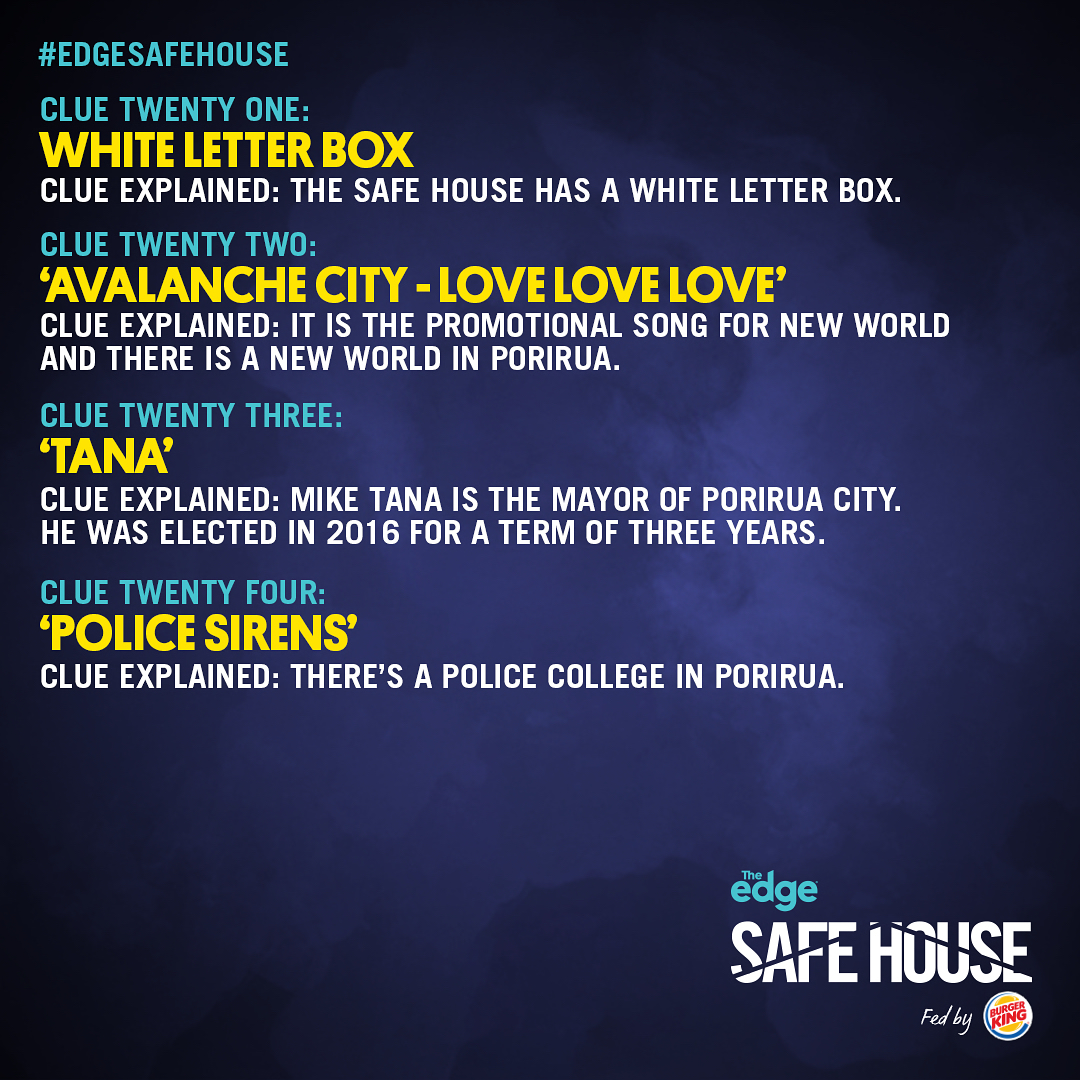 #EDGESAFEHOUSE
CLUE TWENTY ONE:
WHITE LETTER BOX
CLUE EXPLAINED: THE SAFE HOUSE HAS A WHITE LETTER BOX.
CLUE TWENTY TWO:
‘AVALANCHE CITY - LOVE LOVE LOVE’
CLUE EXPLAINED: IT IS THE PROMOTIONAL SONG FOR NEW WORLD
AND THERE IS A NEW WORLD IN PORIRUA.
CLUE TWENTY THREE:
‘TANA’
CLUE EXPLAINED: MIKE TANA IS THE MAYOR OF PORIRUA CITY.
HE WAS ELECTED IN 2016 FOR A TERM OF THREE YEARS.
CLUE TWENTY FOUR:
‘POLICE SIRENS’
CLUE EXPLAINED: THERE’S A POLICE COLLEGE IN PORIRUA.
The
edge
SAFE HOUSE
Fed by
BURGER
KING